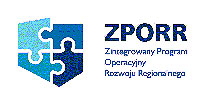 ZPORR
Zintegrowany Program
Operacyjny
Rozwoju Regionalnego